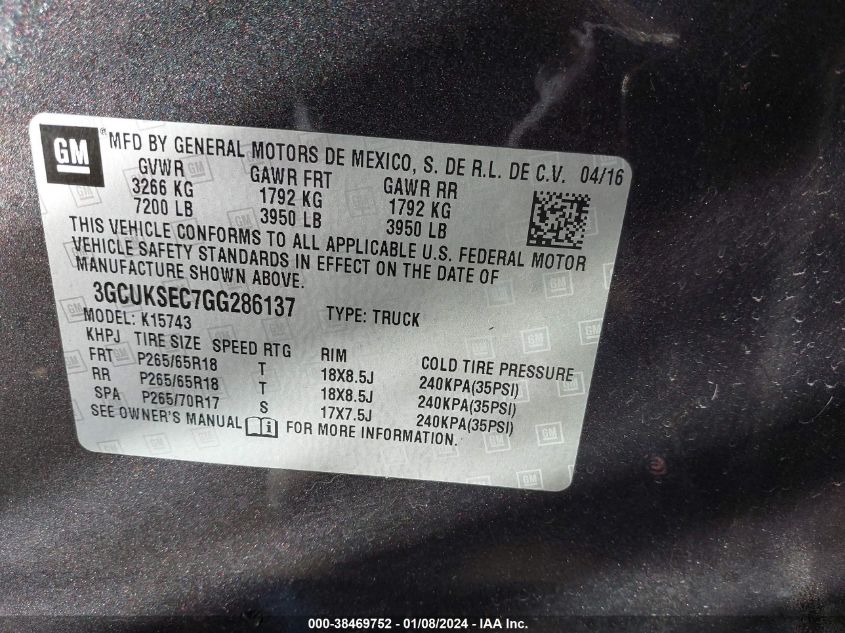 GM ® MFD BY GENERAL MOTORS DE MEXICO, S. DE R.L. DE C.V. 04/16
GVWR GAWR FRT GAWR RR
3266 KG 1792 KG 1792 KG
7200 LB 3950 LB 3950 LB
THIS VEHICLE CONFORMS TO ALL APPLICABLE U.S. FEDERAL MOTOR
VEHICLE SAFETY STANDARDS IN EFFECT ON THE DATE OF
MANUFACTURE SHOWN ABOVE.
3GCUKSEC7GG286137 TYPE: TRUCK
MODEL: K15743
KHPJ TIRE SIZE SPEED RTG RIM COLD TIRE PRESSURE
FRT P265/65R18 T 18X8.5J 240KPA(35PSI)
RR P265/65R18 T 18X8.5J 240KPA(35PSI)
SPA P265/70R17 S 17X7.5J 240KPA(35PSI)
SEE OWNER'S MANUAL FOR MORE INFORMATION.
000-38469752 - 01/08/2024 - IAA Inc.